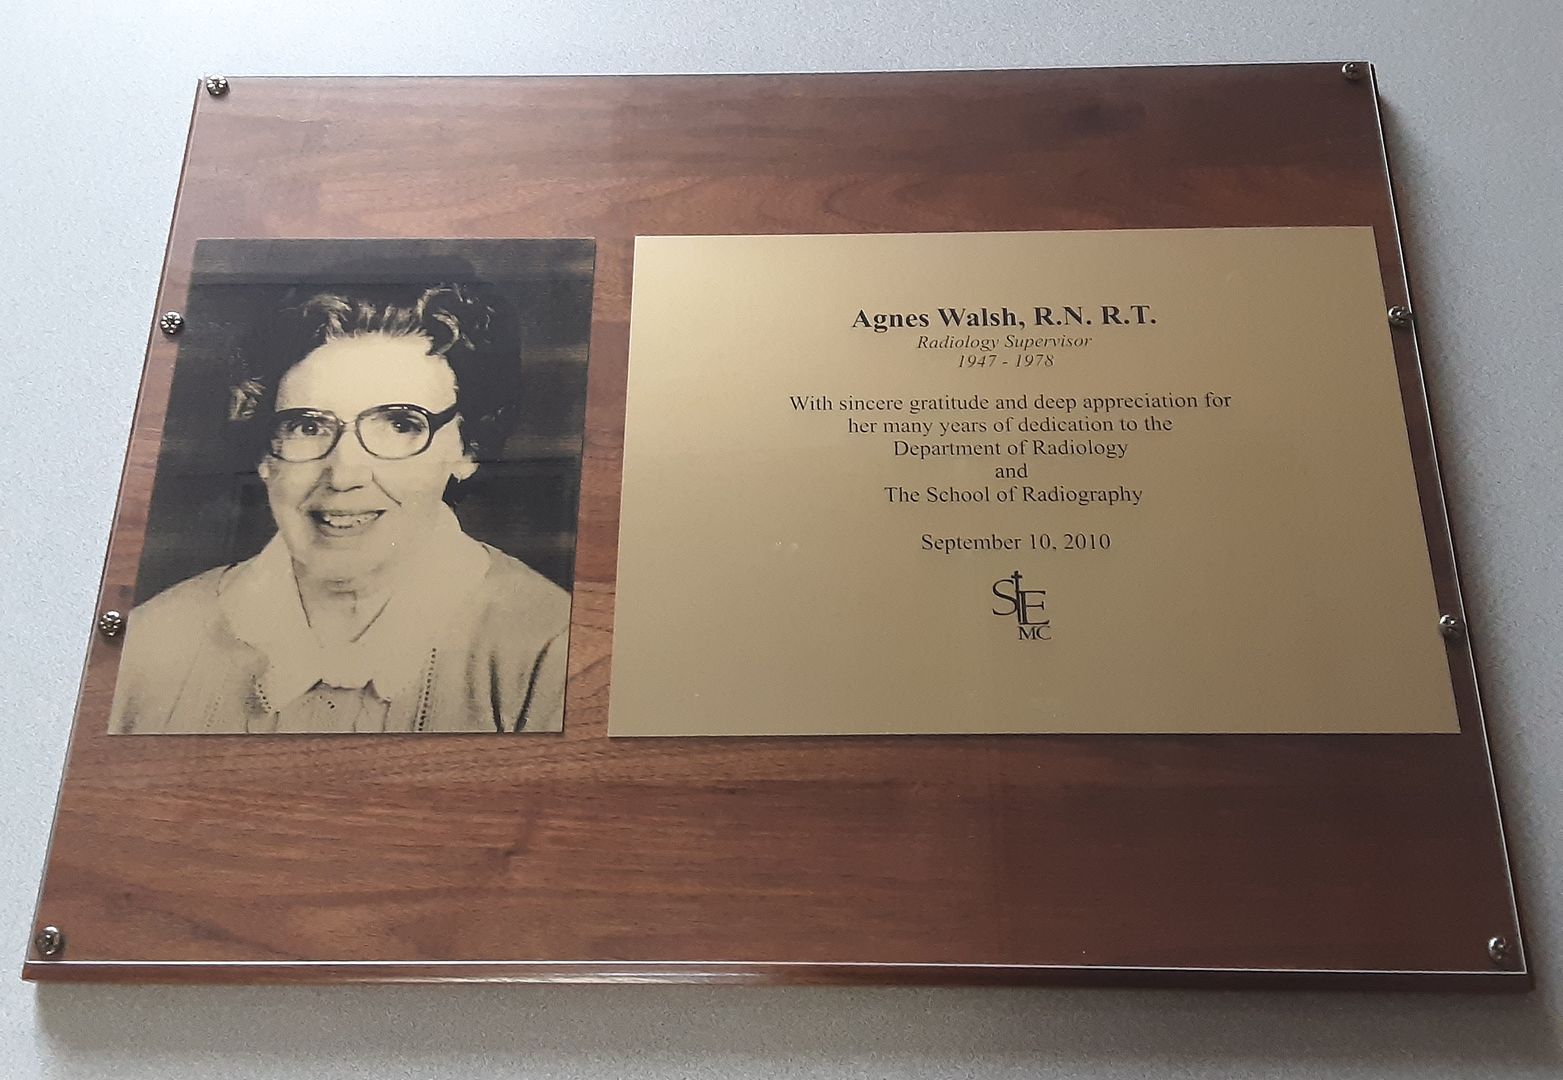 Agnes Walsh, R.N. R.T.
Radiology Supervisor
1947 - 1978
With sincere gratitude and deep appreciation for
her many years of dedication to the
Department of Radiology
and
The School of Radiography
September 10, 2010
StE
MC